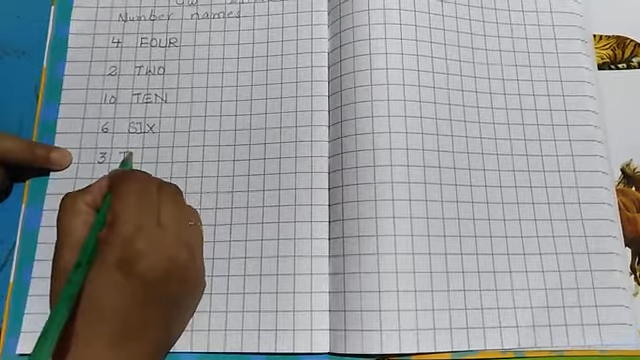 Number names
4 FOUR
2 TWO
10 TEN
6 SIX
3 T